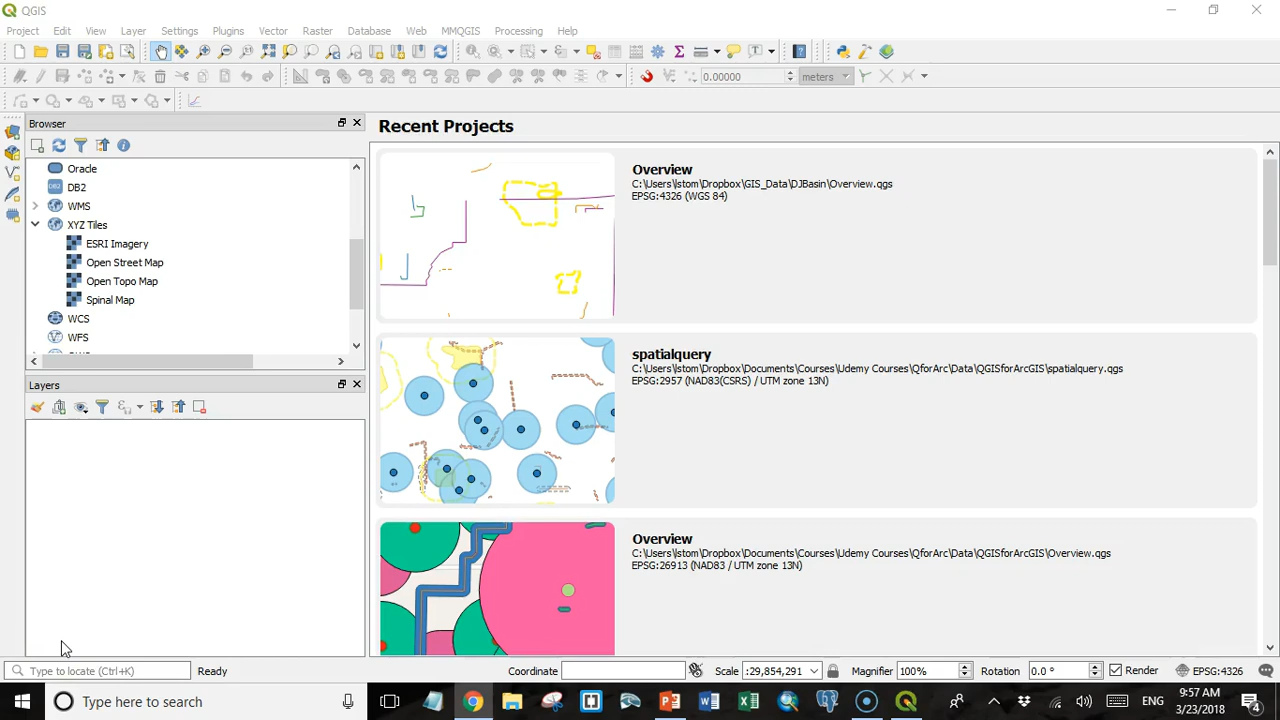 QGIS
Project Edit View Layer Settings Plugins Vector Raster Database Web MMQGIS Processing Help
0.00000 meters
Browser
Oracle
DB2
WMS
XYZ Tiles
ESRI Imagery
Open Street Map
Open Topo Map
Spinal Map
WCS
WFS
Layers
Recent Projects
Overview
C:\Users\lstom\Dropbox\GIS_Data\DJBasin\Overview.qgs
EPSG:4326 (WGS 84)
spatialquery
C:\Users\lstom\Dropbox\Documents\Courses\Udemy Courses\QforArc\Data\QGISforArcGIS\spatialquery.qgs
EPSG:2957 (NAD83(CSRS) / UTM zone 13N)
Overview
C:\Users\lstom\Dropbox\Documents\Courses\Udemy Courses\QforArc\Data\QGISforArcGIS\Overview.qgs
EPSG:26913 (NAD83 / UTM zone 13N)
Type to locate (Ctrl+K) Ready Coordinate Scale :29,854,291 Magnifier 100% Rotation 0.0 ° Render EPSG:4326
Type here to search ENG 9:57 AM
3/23/2018 4